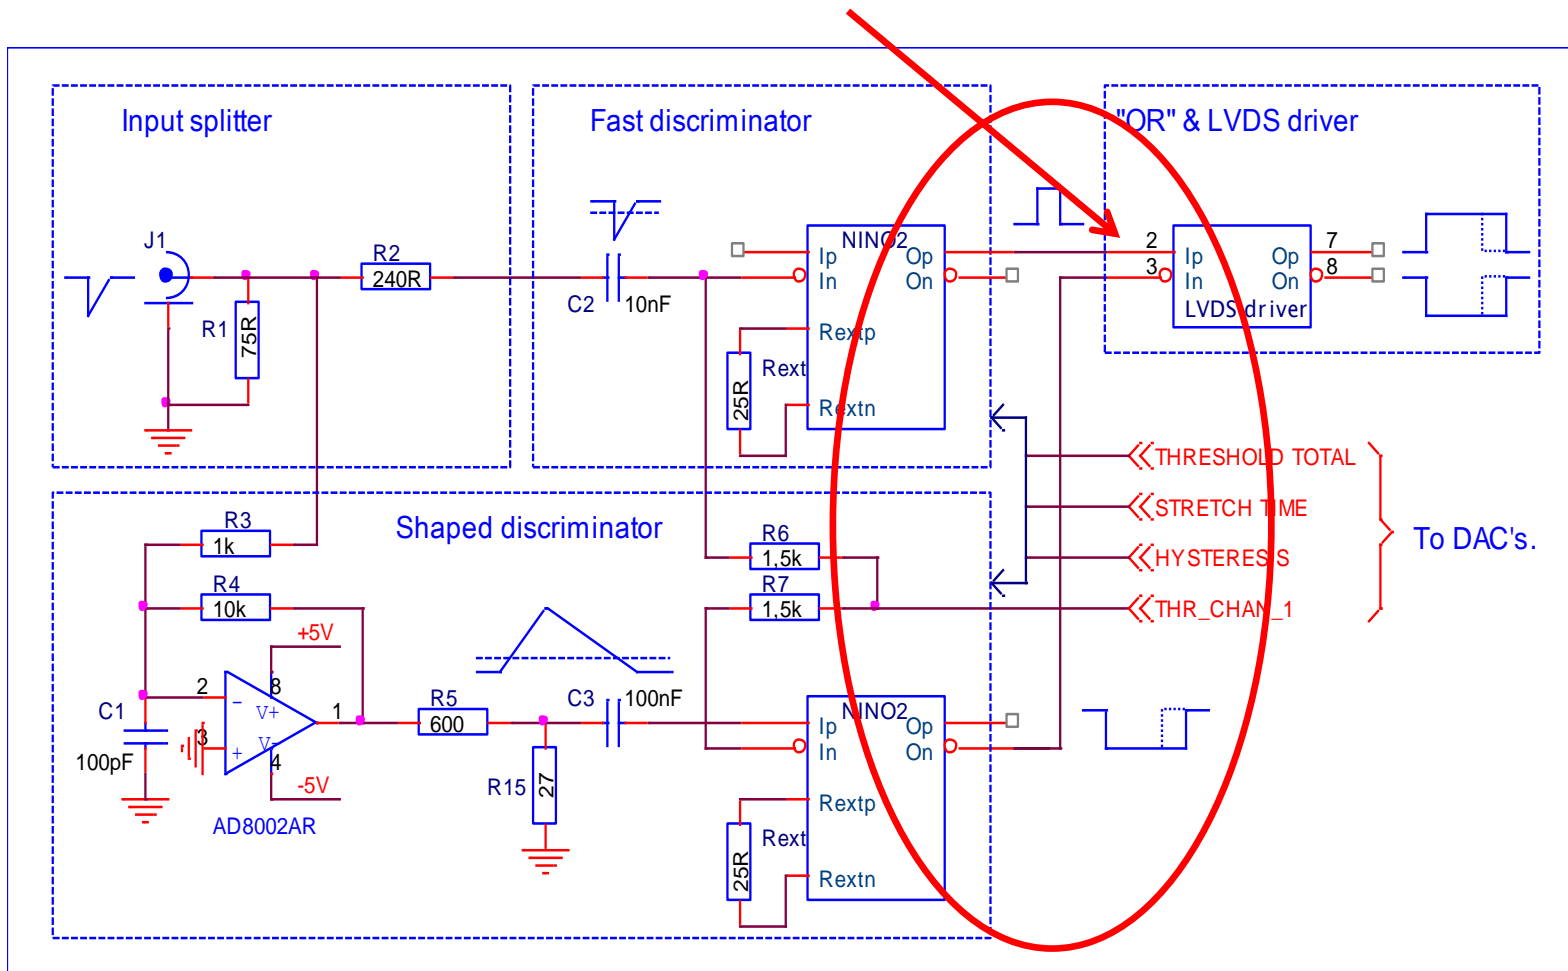 Input splitter
Fast discriminator
"OR" & LVDS driver
J1
R2
240R
R1
75R
C2
10nF
NINO2
Ip
In
Op
On
Rextp
Rext
25R
Rextn
2
3
Ip
In
Op
On
7
8
LVDS driver
THRESHOLD TOTAL
STRETCH TIME
HYSTERESIS
THR_CHAN_1
To DAC's.
Shaped discriminator
R3
1k
R4
10k
R6
1,5k
R7
1,5k
+5V
2
8
V+
-
1
3
+
V-
4
-5V
AD8002AR
C1
100pF
R5
600
R15
27
C3
100nF
NINO2
Ip
In
Op
On
Rextp
Rext
25R
Rextn